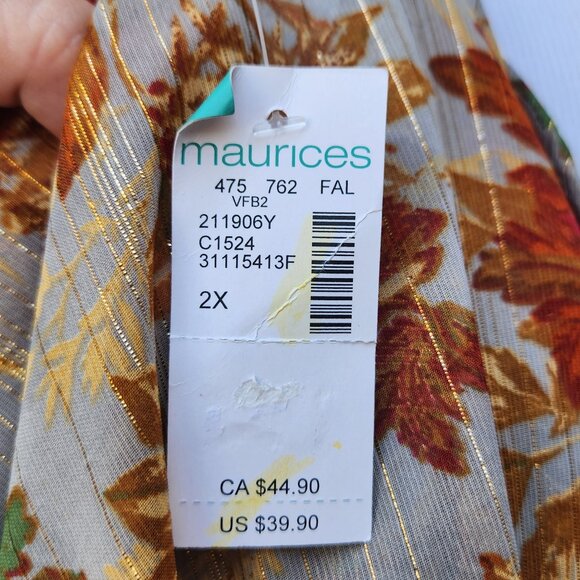 maurices
475 762 FAL
VFB2
211906Y
C1524
31115413F
2X
CA $44.90
US $39.90